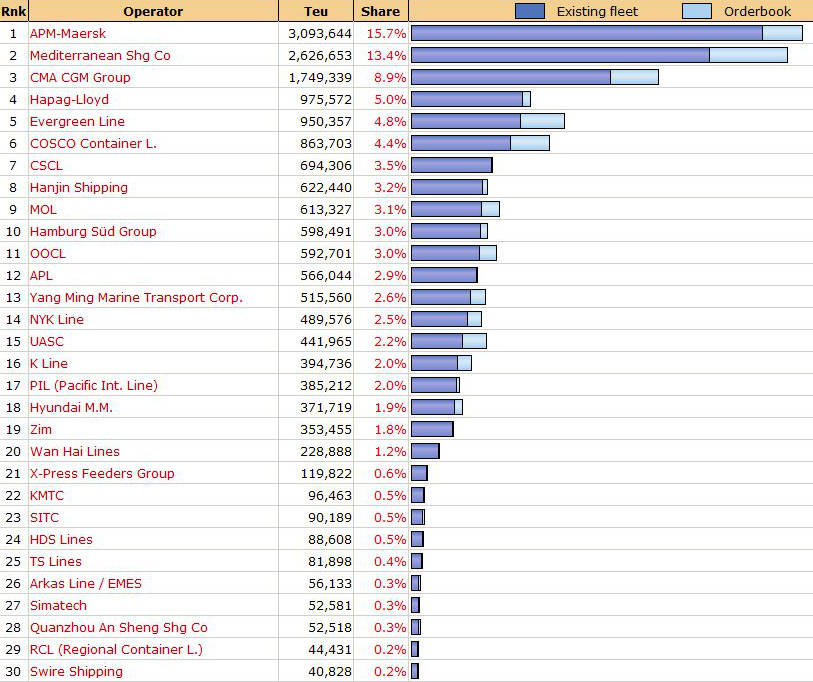 Rnk Operator Teu Share Existing fleet Orderbook
1 APM-Maersk 3,093,644 15.7%
2 Mediterranean Shg Co 2,626,653 13.4%
3 CMA CGM Group 1,749,339 8.9%
4 Hapag-Lloyd 975,572 5.0%
5 Evergreen Line 950,357 4.8%
6 COSCO Container L. 863,703 4.4%
7 CSCL 694,306 3.5%
8 Hanjin Shipping 622,440 3.2%
9 MOL 613,327 3.1%
10 Hamburg Süd Group 598,491 3.0%
11 OOCL 592,701 3.0%
12 APL 566,044 2.9%
13 Yang Ming Marine Transport Corp. 515,560 2.6%
14 NYK Line 489,576 2.5%
15 UASC 441,965 2.2%
16 K Line 394,736 2.0%
17 PIL (Pacific Int. Line) 385,212 2.0%
18 Hyundai M.M. 371,719 1.9%
19 Zim 353,455 1.8%
20 Wan Hai Lines 228,888 1.2%
21 X-Press Feeders Group 119,822 0.6%
22 KMTC 96,463 0.5%
23 SITC 90,189 0.5%
24 HDS Lines 88,608 0.5%
25 TS Lines 81,898 0.4%
26 Arkas Line / EMES 56,133 0.3%
27 Simatech 52,581 0.3%
28 Quanzhou An Sheng Shg Co 52,518 0.3%
29 RCL (Regional Container L.) 44,431 0.2%
30 Swire Shipping 40,828 0.2%